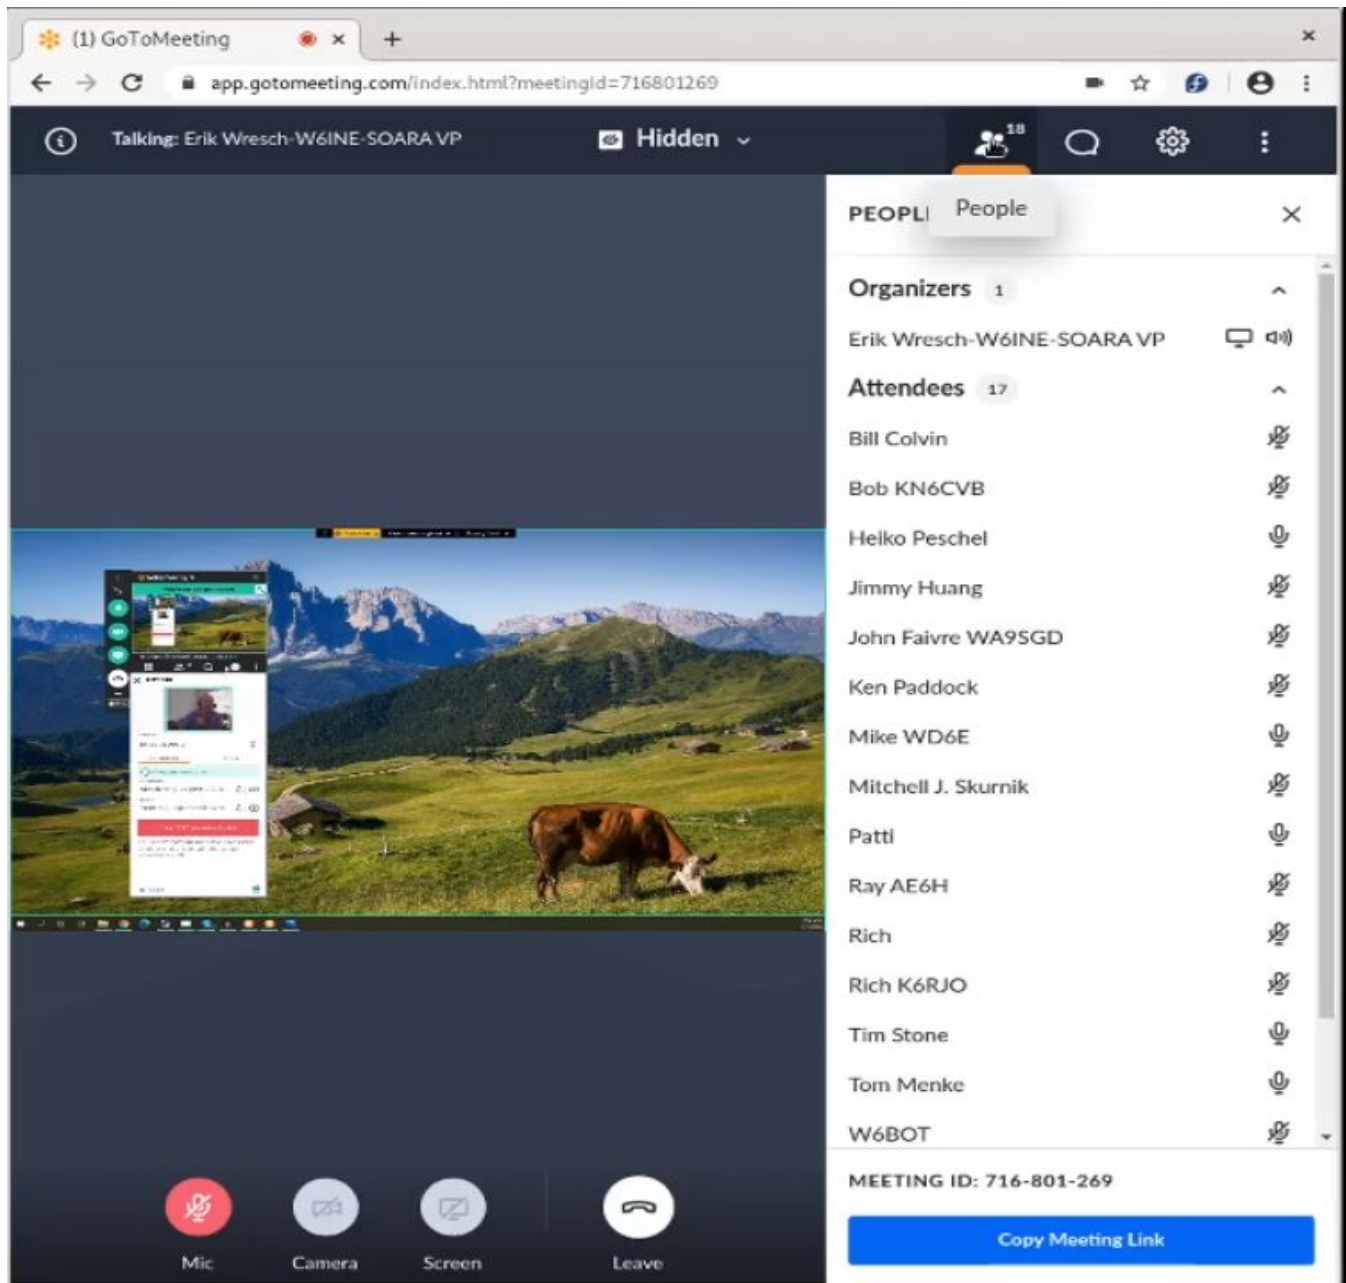 (1) GoToMeeting
app.gotomeeting.com/index.html?meetingId=716801269
Talking: Erik Wresch-W6INE-SOARA VP
Hidden
18
PEOPL
People
Organizers 1
Erik Wresch-W6INE-SOARA VP
Attendees 17
Bill Colvin
Bob KN6CVB
Heiko Peschel
Jimmy Huang
John Faivre WA9SGD
Ken Paddock
Mike WD6E
Mitchell J. Skurnik
Patti
Ray AE6H
Rich
Rich K6RJO
Tim Stone
Tom Menke
W6BOT
MEETING ID: 716-801-269
Copy Meeting Link
Mic Camera Screen Leave